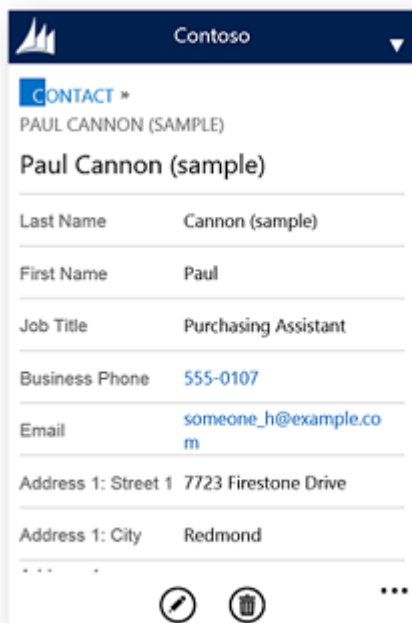 Contoso
CONTACT »
PAUL CANNON (SAMPLE)
Paul Cannon (sample)
Last Name Cannon (sample)
First Name Paul
Job Title Purchasing Assistant
Business Phone 555-0107
Email someone_h@example.co
m
Address 1: Street 1 7723 Firestone Drive
Address 1: City Redmond